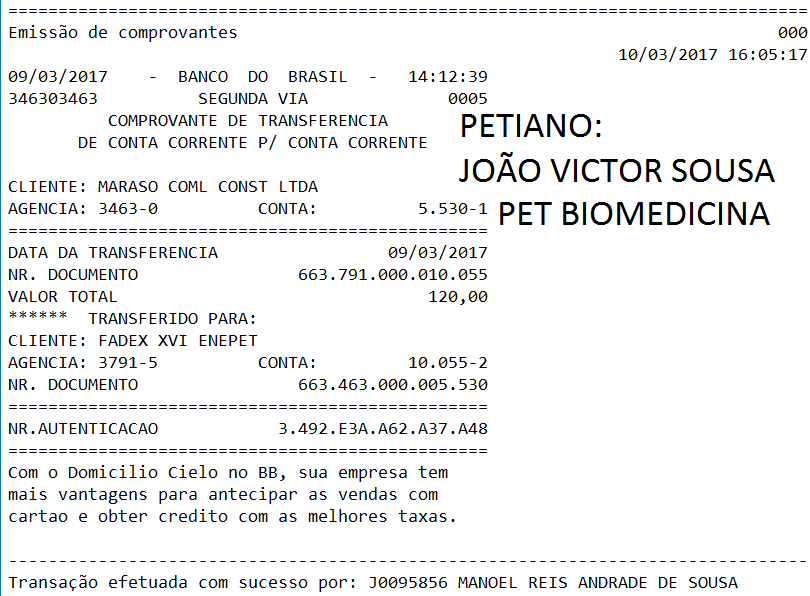 ================================================================================
Emissão de comprovantes 000
10/03/2017 16:05:17
09/03/2017 - BANCO DO BRASIL - 14:12:39
346303463 SEGUNDA VIA 0005
COMPROVANTE DE TRANSFERENCIA
DE CONTA CORRENTE P/ CONTA CORRENTE
PETIANO:
JOÃO VICTOR SOUSA
PET BIOMEDICINA
CLIENTE: MARASO COML CONST LTDA
AGENCIA: 3463-0 CONTA: 5.530-1
================================================
DATA DA TRANSFERENCIA 09/03/2017
NR. DOCUMENTO 663.791.000.010.055
VALOR TOTAL 120,00
****** TRANSFERIDO PARA:
CLIENTE: FADEX XVI ENEPET
AGENCIA: 3791-5 CONTA: 10.055-2
NR. DOCUMENTO 663.463.000.005.530
================================================
NR.AUTENTICACAO 3.492.E3A.A62.A37.A48
================================================
Com o Domicilio Cielo no BB, sua empresa tem
mais vantagens para antecipar as vendas com
cartao e obter credito com as melhores taxas.
--------------------------------------------------------------------------------
Transação efetuada com sucesso por: J0095856 MANOEL REIS ANDRADE DE SOUSA